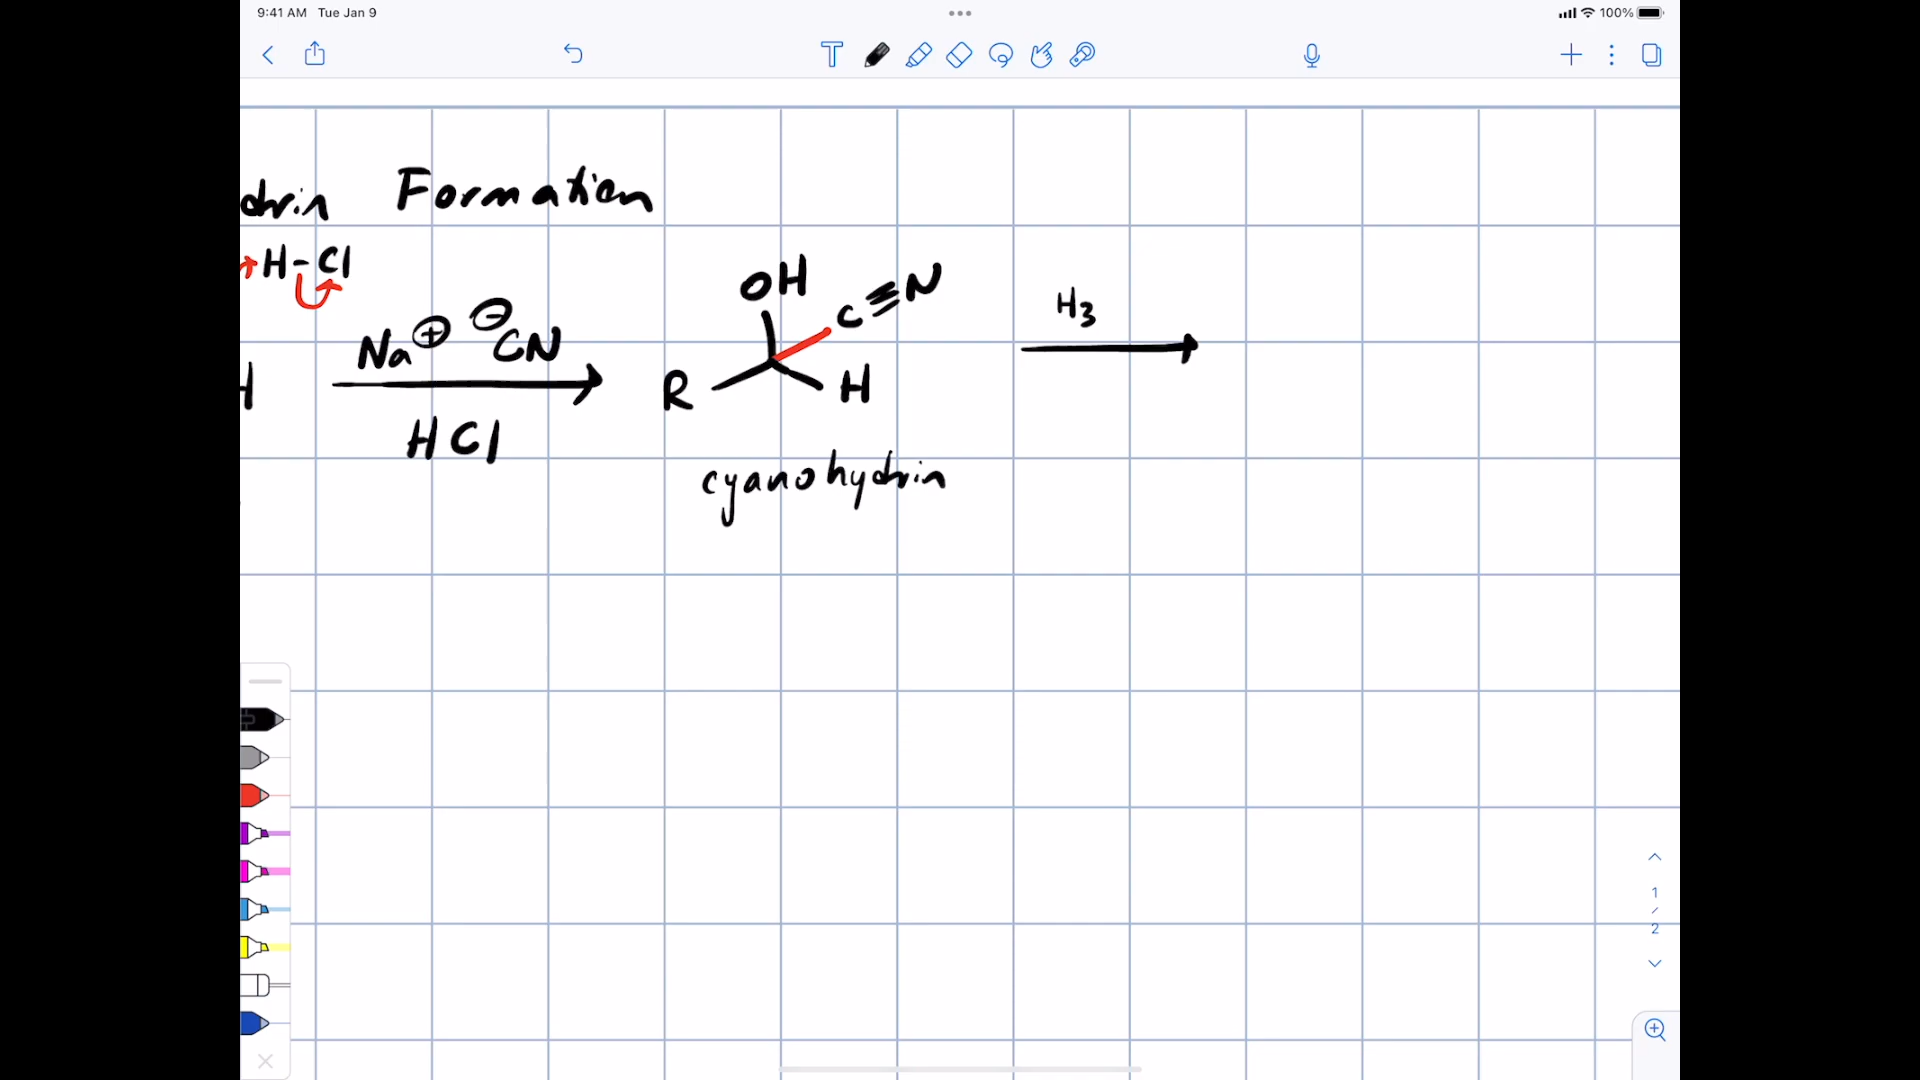 9:41 AM Tue Jan 9
100%
drin Formation
H-Cl
OH
C≡N
H3
Na⊕ ⊖CN
R
H
H
HCl
cyanohydrin
1
/
2